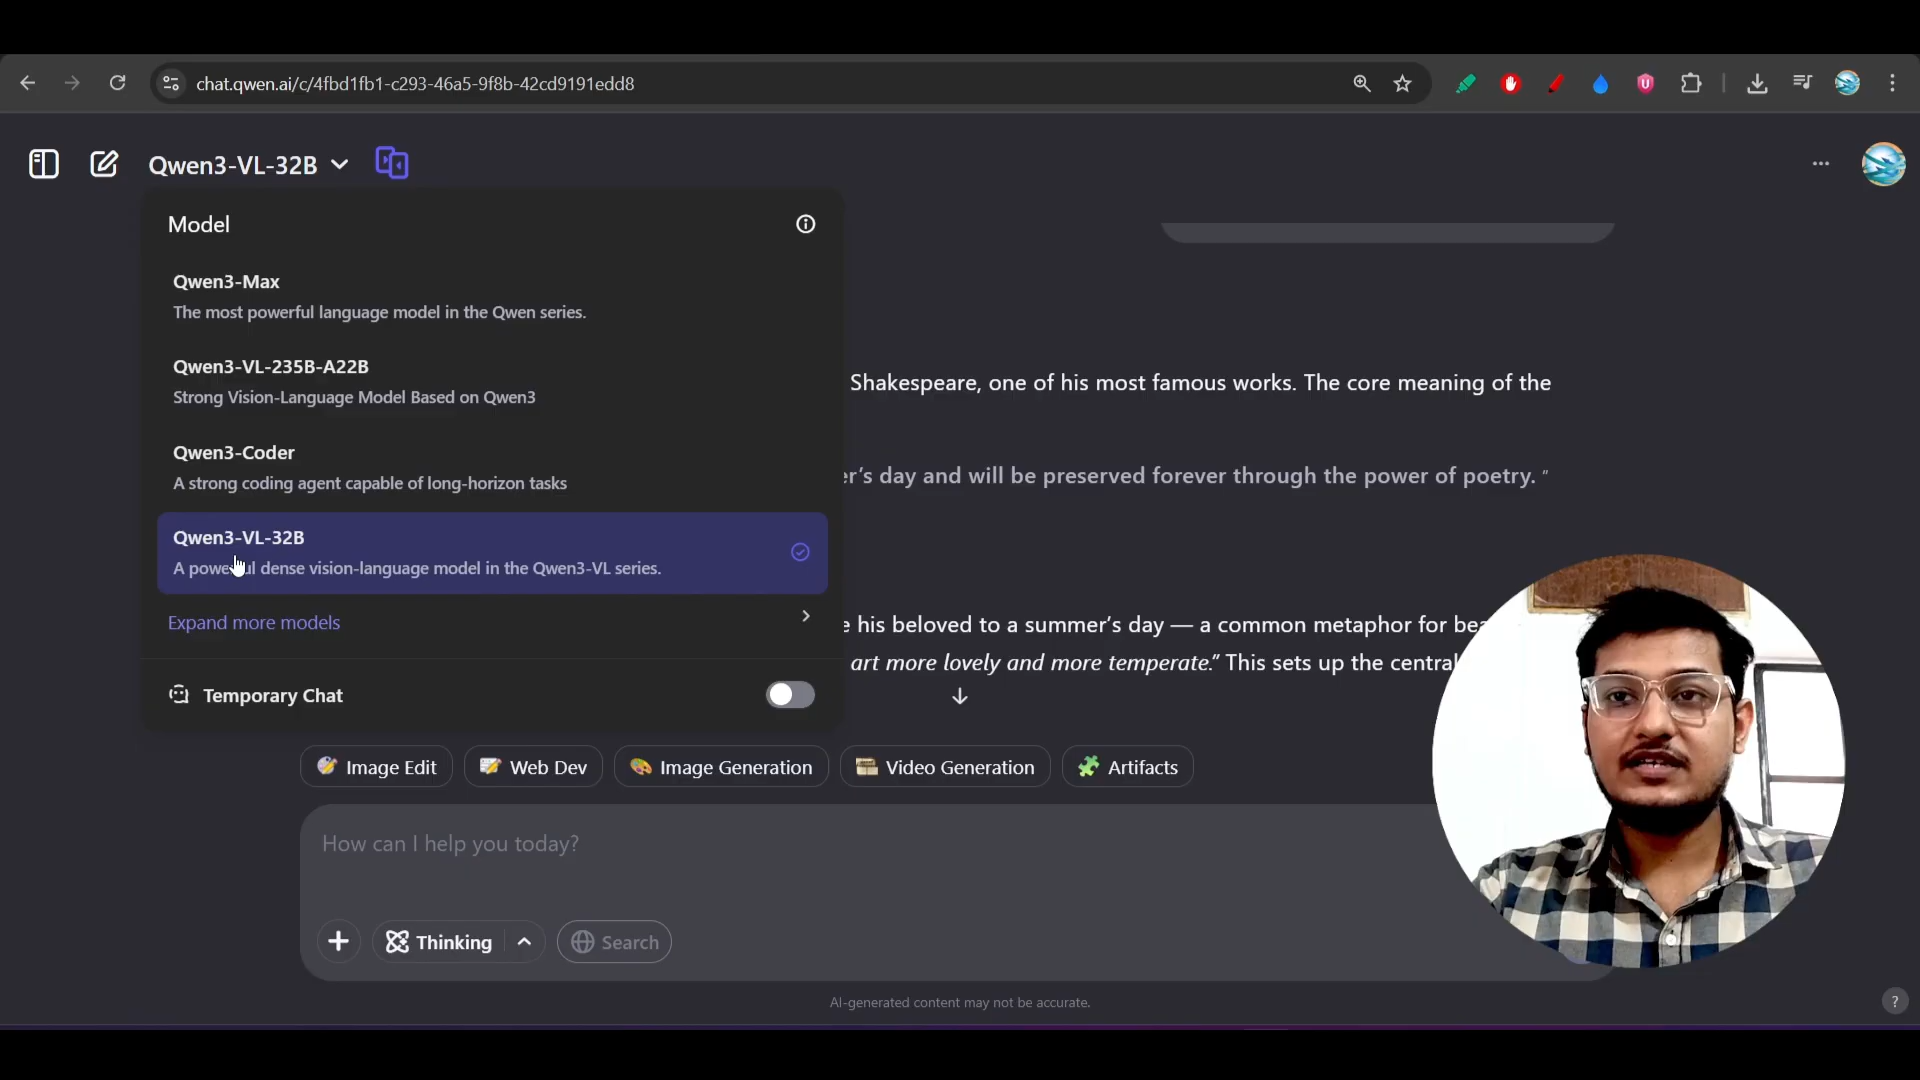 chat.qwen.ai/c/4fbd1fb1-c293-46a5-9f8b-42cd9191edd8
Qwen3-VL-32B
Model
Qwen3-Max
The most powerful language model in the Qwen series.
Qwen3-VL-235B-A22B
Strong Vision-Language Model Based on Qwen3
Qwen3-Coder
A strong coding agent capable of long-horizon tasks
Qwen3-VL-32B
A powerful dense vision-language model in the Qwen3-VL series.
Expand more models
Temporary Chat
Shakespeare, one of his most famous works. The core meaning of the
er's day and will be preserved forever through the power of poetry. "
e his beloved to a summer's day — a common metaphor for
art more lovely and more temperate." This sets up the central
Image Edit
Web Dev
Image Generation
Video Generation
Artifacts
How can I help you today?
Thinking
Search
AI-generated content may not be accurate.
?